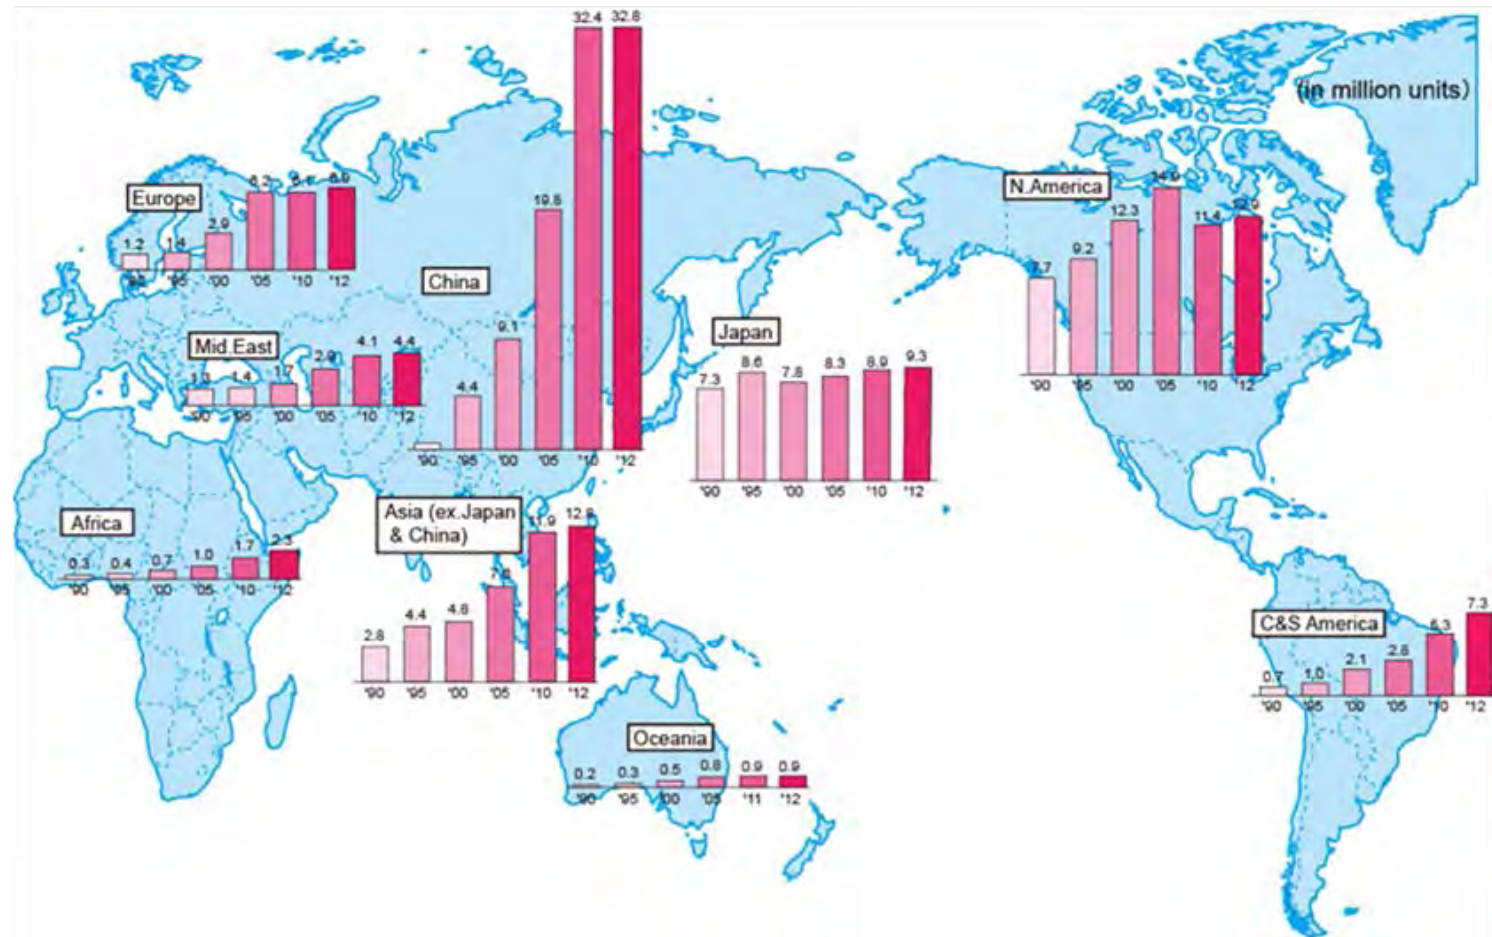 (in million units)
Europe
1.2 1.4 2.9 6.2
'90 '95 '00 '05 '10 '12
China
4.4 9.1 19.8 32.4 32.8
'90 '95 '00 '05 '10 '12
N.America
7.7 9.2 12.3 11.4 12.9
'90 '95 '00 '05 '10 '12
Mid East
1.3 1.4 1.7 2.9 4.1 4.4
'90 '95 '00 '05 '10 '12
Japan
7.3 8.6 7.8 8.3 8.9 9.3
'90 '95 '00 '05 '10 '12
Africa
0.3 0.4 0.7 1.0 1.7 2.3
'90 '95 '00 '05 '10 '12
Asia (ex.Japan
& China)
2.8 4.4 4.8 11.9
'90 '95 '00 '05 '10 '12
C&S America
0.7 1.0 2.1 2.8 7.3
'90 '95 '00 '05 '10 '12
Oceania
0.2 0.3 0.5 0.8 0.9 0.9
'90 '95 '00 '05 '11 '12